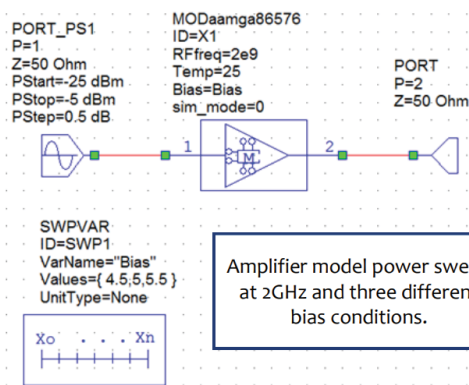 PORT_PS1
P=1
Z=50 Ohm
PStart=-25 dBm
PStop=-5 dBm
PStep=0.5 dB
MODaamga86576
ID=X1
RFfreq=2e9
Temp=25
Bias=Bias
sim_mode=0
PORT
P=2
Z=50 Ohm
1
M
2
SWPVAR
ID=SWP1
VarName="Bias"
Values={ 4.5,5,5.5 }
UnitType=None
Xo . . . Xn
Amplifier model power swee
at 2GHz and three differen
bias conditions.